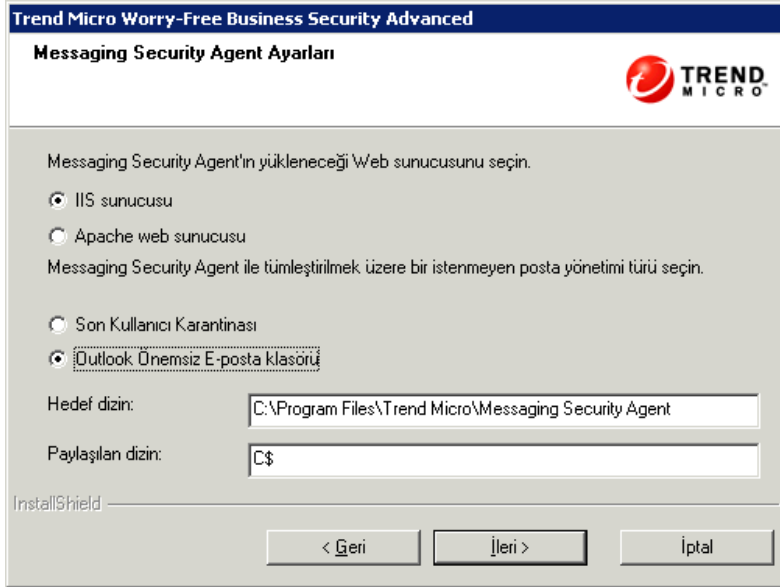 Trend Micro Worry-Free Business Security Advanced
Messaging Security Agent Ayarları
TREND
MICRO
Messaging Security Agent'ın yükleneceği Web sunucusunu seçin.
IIS sunucusu
Apache web sunucusu
Messaging Security Agent ile tümleştirilmek üzere bir istenmeyen posta yönetimi türü seçin.
Son Kullanıcı Karantinası
Outlook Önemsiz E-posta klasörü
Hedef dizin: C:\Program Files\Trend Micro\Messaging Security Agent
Paylaşılan dizin: C$
InstallShield
< Geri İleri > İptal